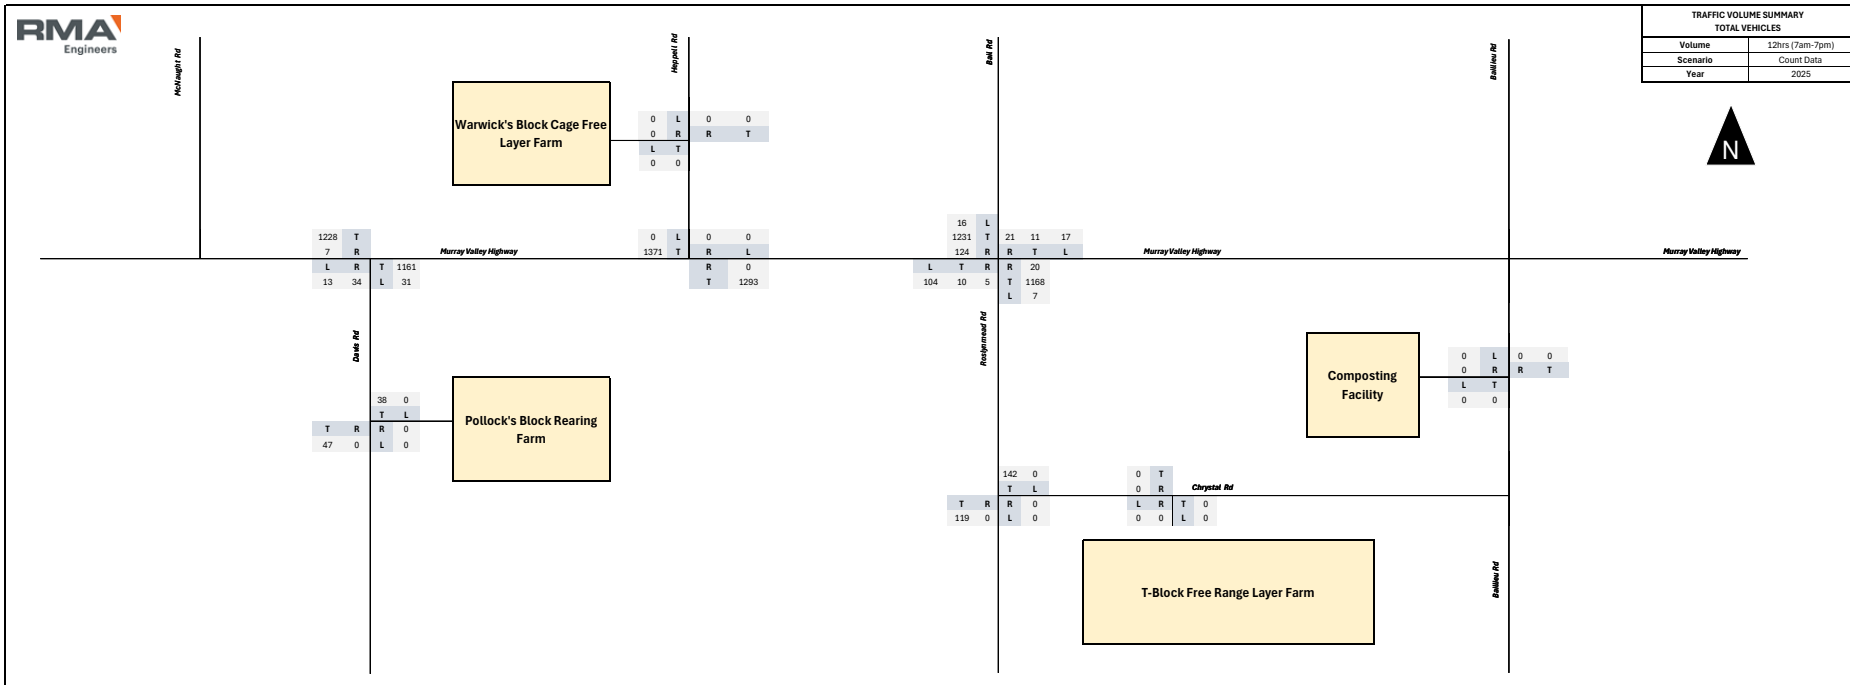 RMA
Engineers
TRAFFIC VOLUME SUMMARY
TOTAL VEHICLES
Volume 12hrs (7am-7pm)
Scenario Count Data
Year 2025
N
McNaught Rd
Heppell Rd
Ball Rd
Baillieu Rd
Warwick's Block Cage Free
Layer Farm
0 L 0 0
0 R R T
L T
0 0
1228 T
7 R
L R T 1161
13 34 L 31
Murray Valley Highway
0 L 0 0
1371 T R L
R 0
T 1293
16 L
1231 T 21 11 17
124 R R T L
L T R R 20
104 10 5 T 1168
L 7
Murray Valley Highway
Murray Valley Highway
Davis Rd
Roslynmead Rd
Pollock's Block Rearing
Farm
38 0
T L
T R R 0
47 0 L 0
Composting
Facility
0 L 0 0
0 R R T
L T
0 0
142 0
T L
T R R 0
119 0 L 0
0 T
0 R
L R T 0
0 0 L 0
Chrystal Rd
T-Block Free Range Layer Farm
Baillieu Rd